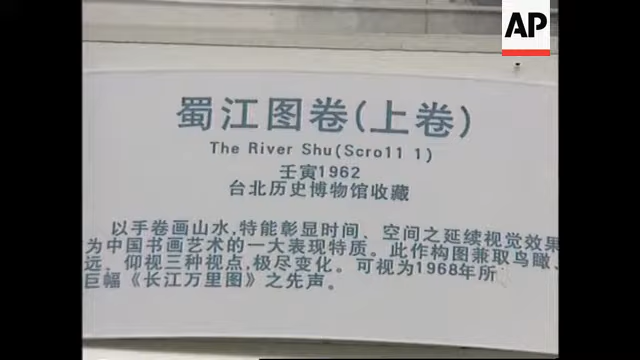 AP
蜀江图卷(上卷)
The River Shu(Scroll 1)
壬寅1962
台北历史博物馆收藏
以手卷画山水,特能彰显时间、空间之延续视觉效果
为中国书画艺术的一大表现特质。此作构图兼取鸟瞰、
远、仰视三种视点,极尽变化。可视为1968年所
巨幅《长江万里图》之先声。